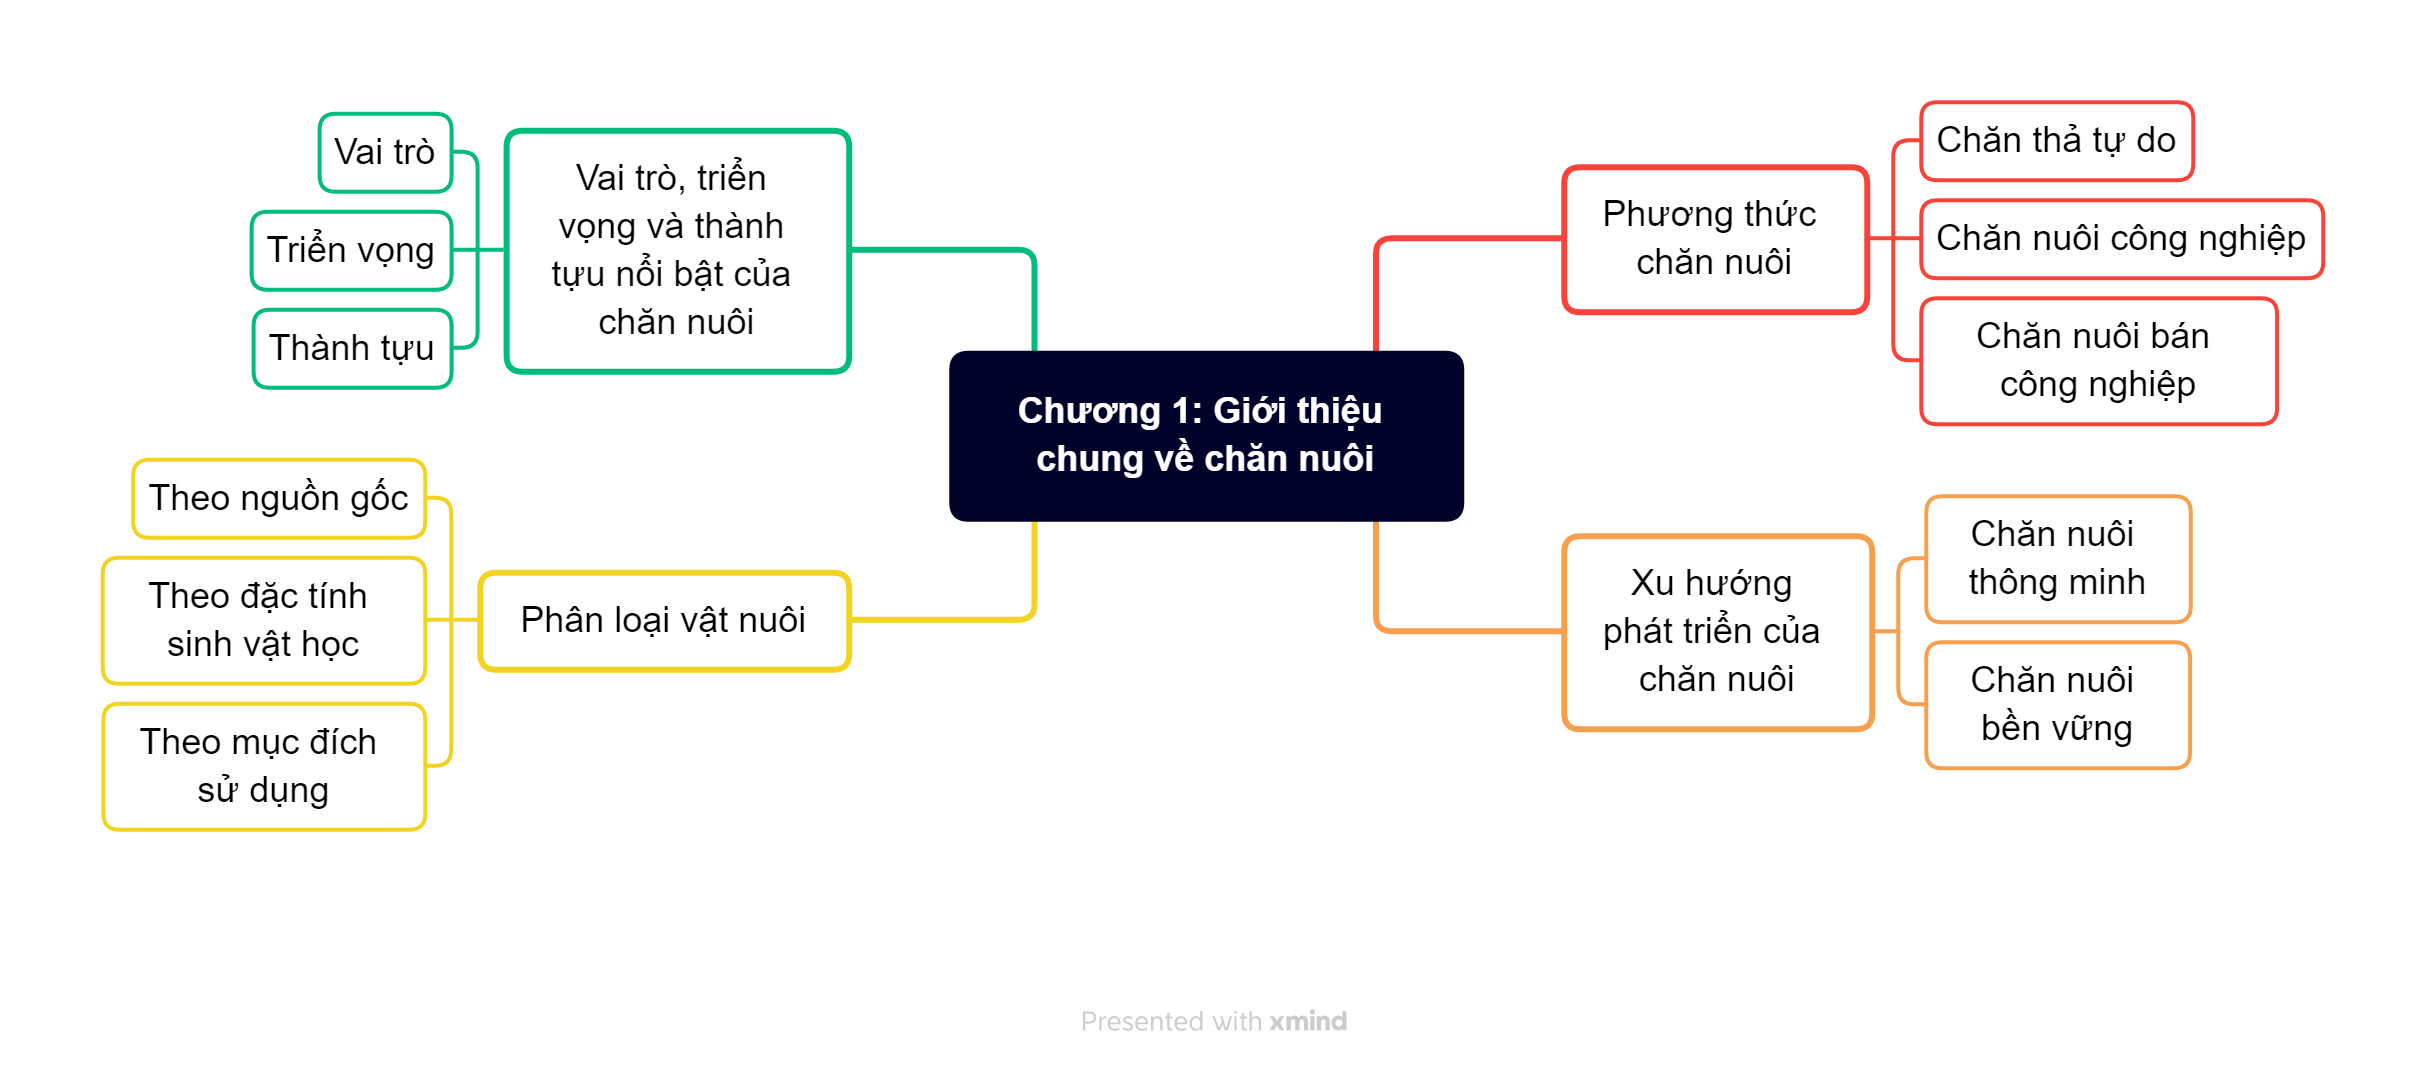 Vai trò
Triển vọng
Thành tựu
Vai trò, triển
vọng và thành
tựu nổi bật của
chăn nuôi
Theo nguồn gốc
Theo đặc tính
sinh vật học
Theo mục đích
sử dụng
Phân loại vật nuôi
Chương 1: Giới thiệu
chung về chăn nuôi
Phương thức
chăn nuôi
Chăn thả tự do
Chăn nuôi công nghiệp
Chăn nuôi bán
công nghiệp
Xu hướng
phát triển của
chăn nuôi
Chăn nuôi
thông minh
Chăn nuôi
bền vững
Presented with xmind